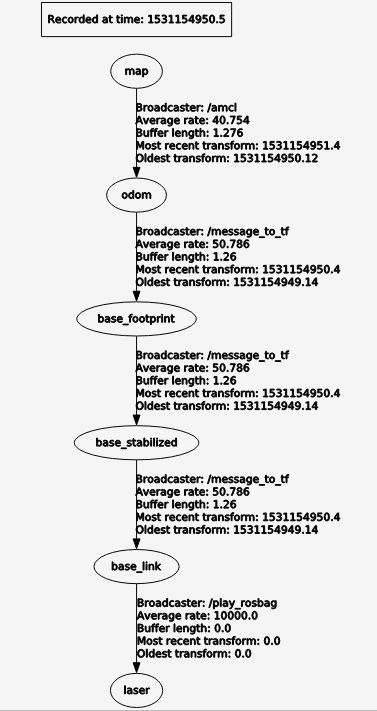 Recorded at time: 1531154950.5
map
Broadcaster: /amcl
Average rate: 40.754
Buffer length: 1.276
Most recent transform: 1531154951.4
Oldest transform: 1531154950.12
odom
Broadcaster: /message_to_tf
Average rate: 50.786
Buffer length: 1.26
Most recent transform: 1531154950.4
Oldest transform: 1531154949.14
base_footprint
Broadcaster: /message_to_tf
Average rate: 50.786
Buffer length: 1.26
Most recent transform: 1531154950.4
Oldest transform: 1531154949.14
base_stabilized
Broadcaster: /message_to_tf
Average rate: 50.786
Buffer length: 1.26
Most recent transform: 1531154950.4
Oldest transform: 1531154949.14
base_link
Broadcaster: /play_rosbag
Average rate: 10000.0
Buffer length: 0.0
Most recent transform: 0.0
Oldest transform: 0.0
laser